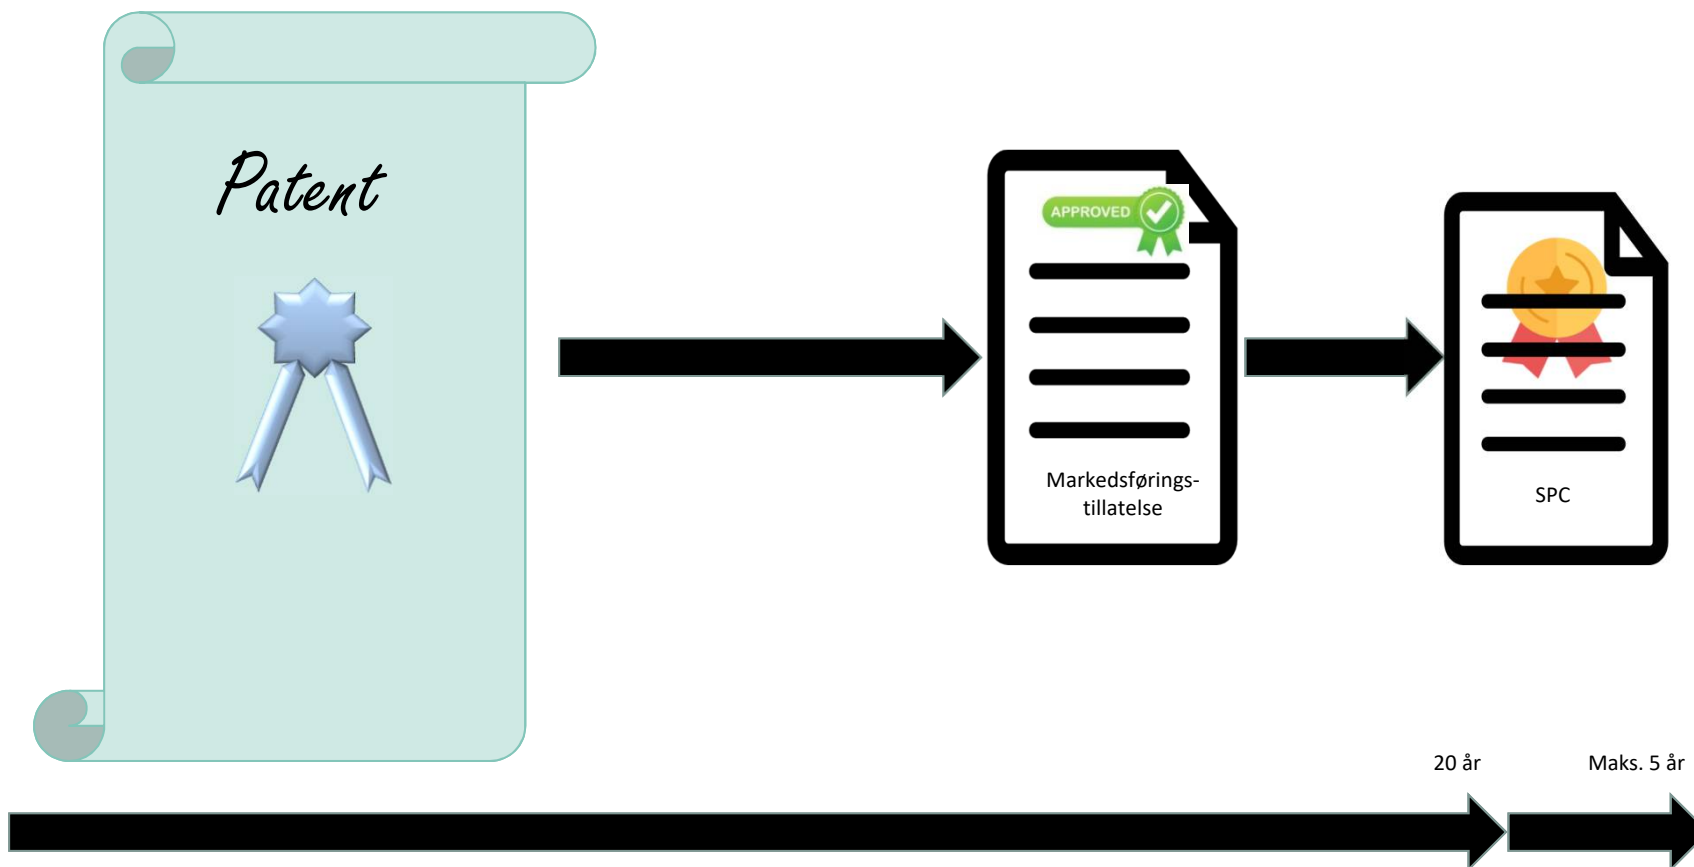 Patent
APPROVED
Markedsførings-
tillatelse
SPC
20 år
Maks. 5 år